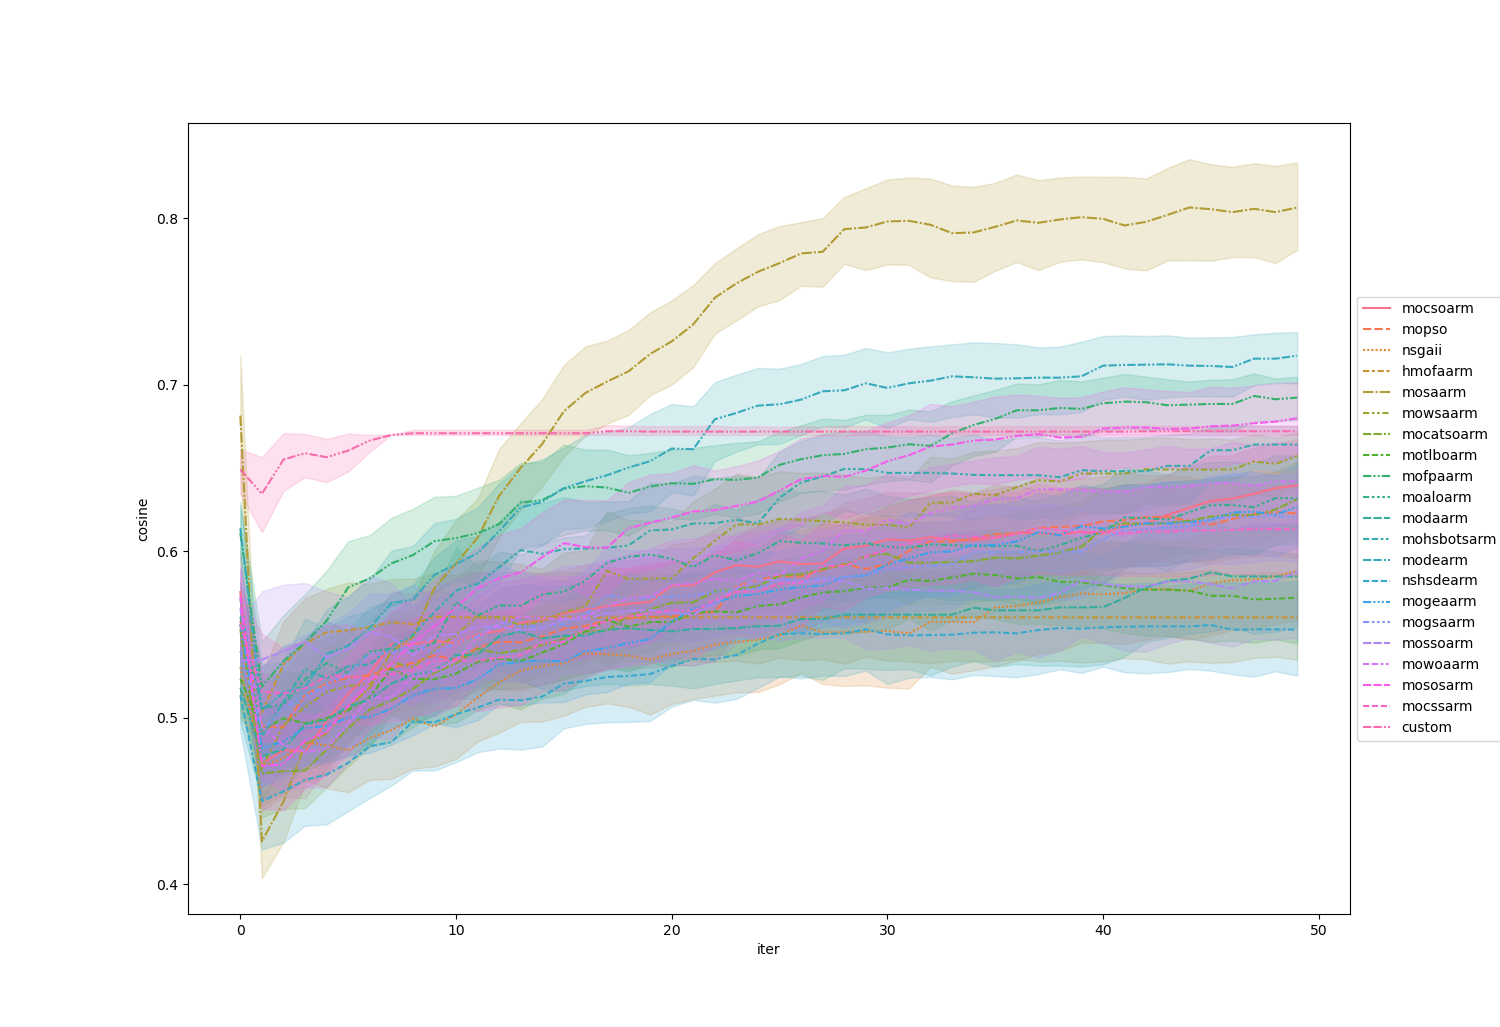 0.8
0.7
0.6
0.5
0.4
cosine
0
10
20
30
40
50
iter
mocsoarm
mopso
nsgaii
hmofaarm
mosaarm
mowsaarm
mocatsoarm
motlboarm
mofpaarm
moaloarm
modaarm
mohsbotsarm
modearm
nshsdearm
mogeaarm
mogsaarm
mossoarm
mowoaarm
mososarm
mocssarm
custom